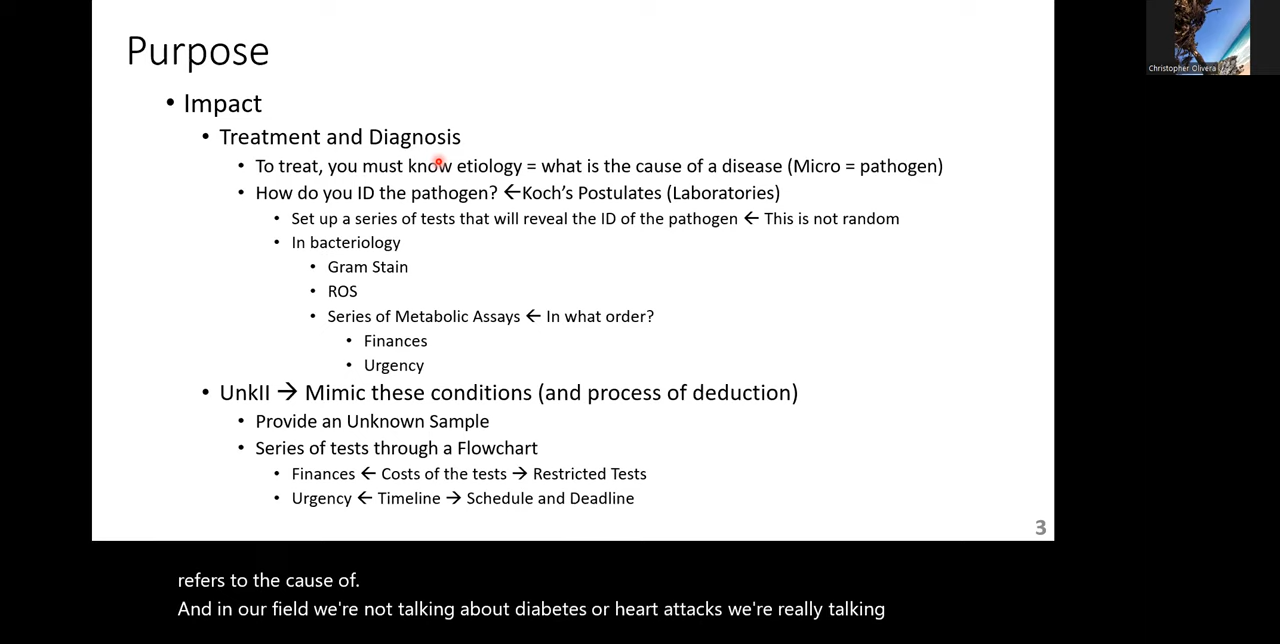 Purpose
Christopher Olivera
• Impact
• Treatment and Diagnosis
• To treat, you must know etiology = what is the cause of a disease (Micro = pathogen)
• How do you ID the pathogen? ←Koch's Postulates (Laboratories)
• Set up a series of tests that will reveal the ID of the pathogen ← This is not random
• In bacteriology
• Gram Stain
• ROS
• Series of Metabolic Assays ← In what order?
• Finances
• Urgency
• UnkII → Mimic these conditions (and process of deduction)
• Provide an Unknown Sample
• Series of tests through a Flowchart
• Finances ← Costs of the tests → Restricted Tests
• Urgency ← Timeline → Schedule and Deadline
3
refers to the cause of.
And in our field we're not talking about diabetes or heart attacks we're really talking